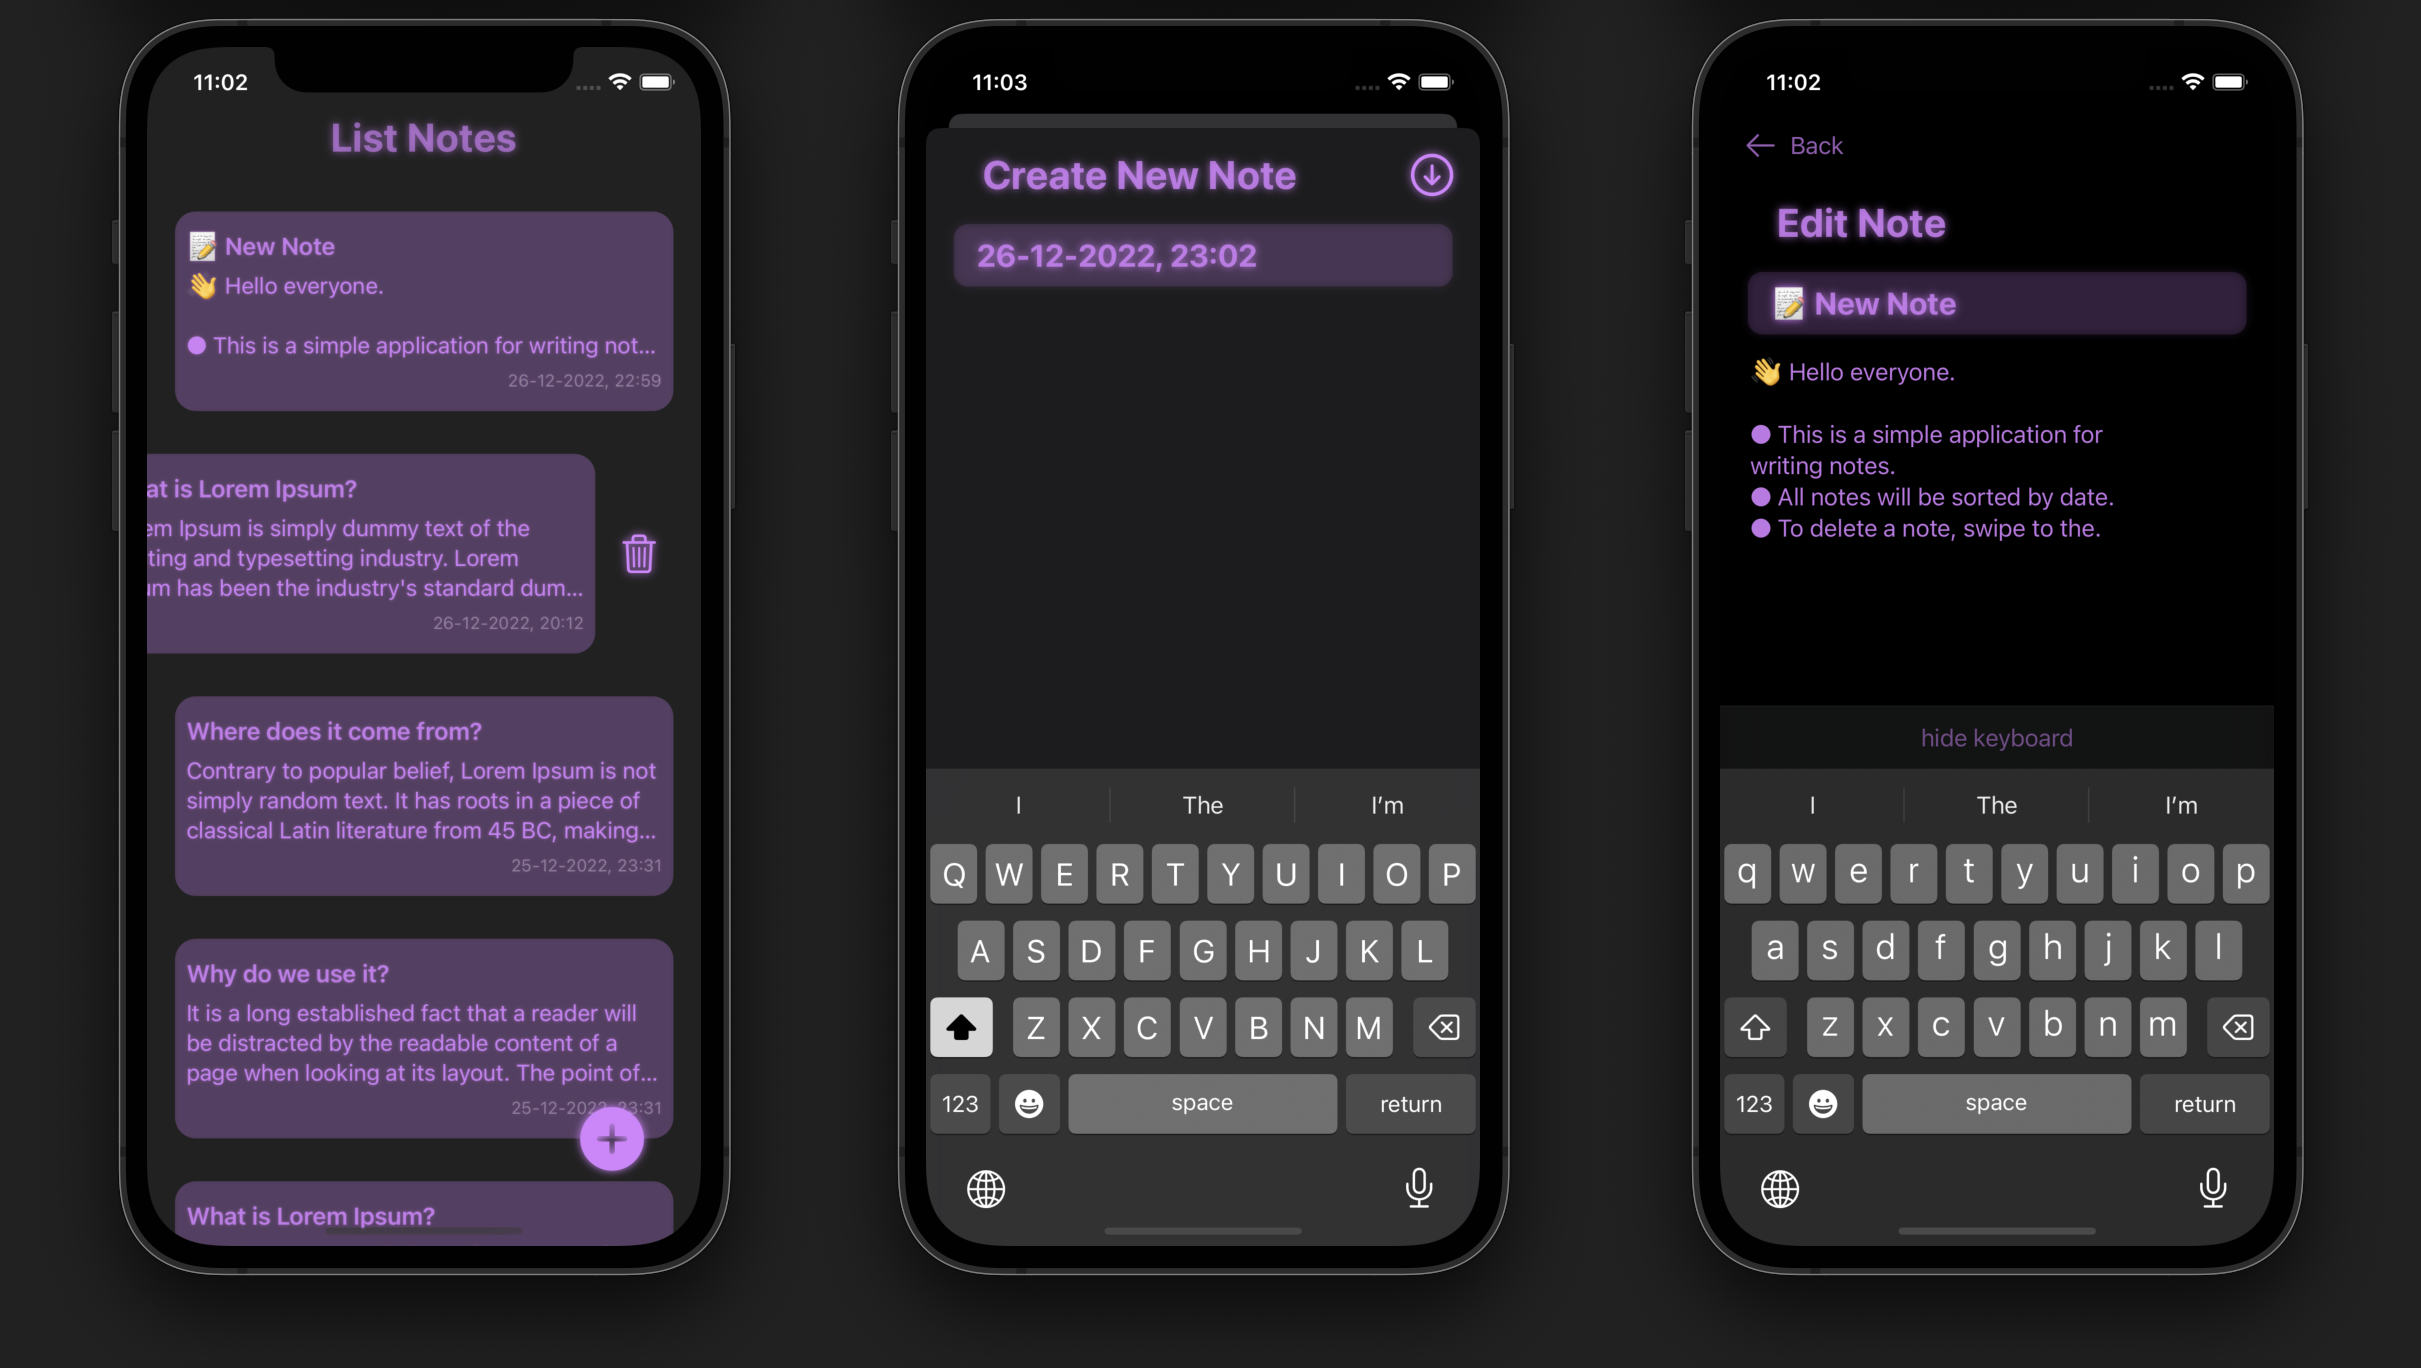 11:02
List Notes
📝 New Note
👋 Hello everyone.
● This is a simple application for writing not...
26-12-2022, 22:59
at is Lorem Ipsum?
em Ipsum is simply dummy text of the
ting and typesetting industry. Lorem
um has been the industry's standard dum...
26-12-2022, 20:12
Where does it come from?
Contrary to popular belief, Lorem Ipsum is not
simply random text. It has roots in a piece of
classical Latin literature from 45 BC, making...
25-12-2022, 23:31
Why do we use it?
It is a long established fact that a reader will
be distracted by the readable content of a
page when looking at its layout. The point of...
25-12-2022, 23:31
What is Lorem Ipsum?
11:03
Create New Note
26-12-2022, 23:02
I The I'm
Q W E R T Y U I O P
A S D F G H J K L
Z X C V B N M
123 space return
11:02
Back
Edit Note
📝 New Note
👋 Hello everyone.
● This is a simple application for
writing notes.
● All notes will be sorted by date.
● To delete a note, swipe to the.
hide keyboard
I The I'm
q w e r t y u i o p
a s d f g h j k l
z x c v b n m
123 space return